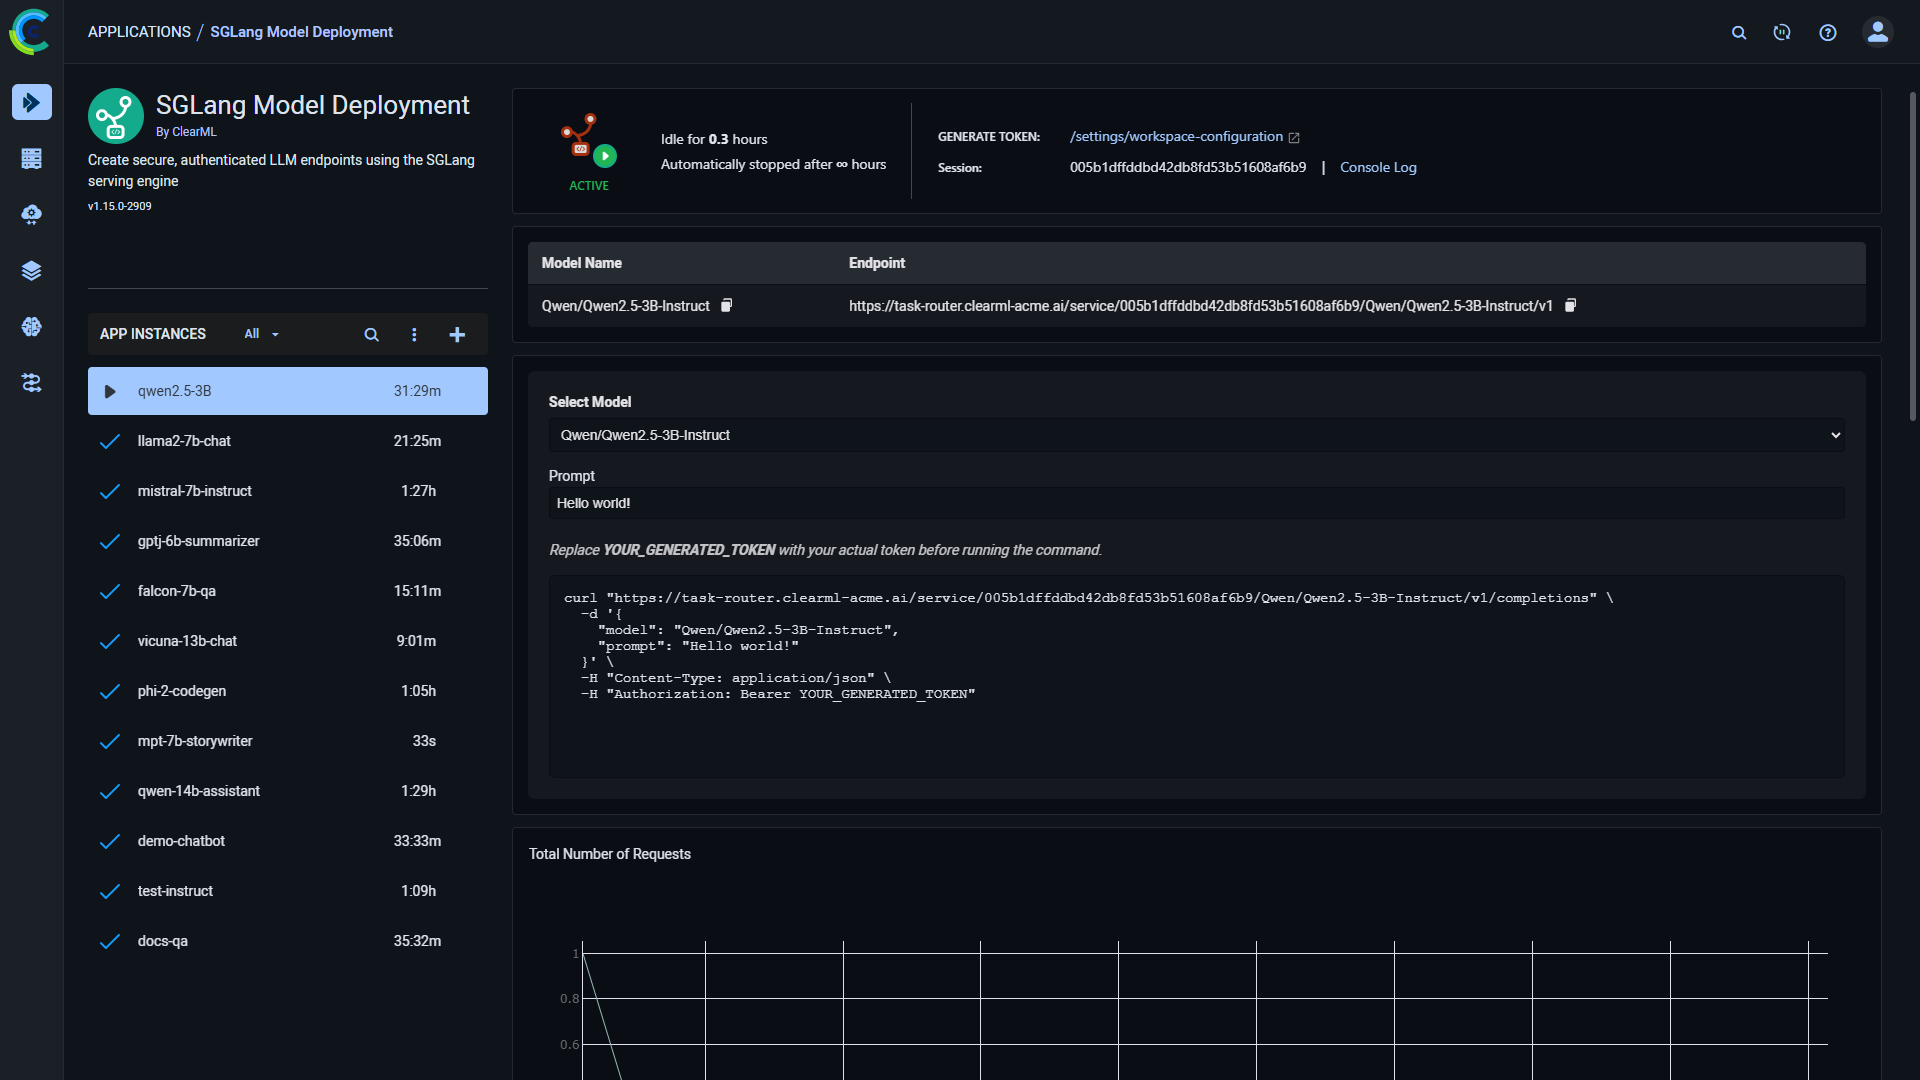 APPLICATIONS / SGLang Model Deployment
SGLang Model Deployment
By ClearML
Create secure, authenticated LLM endpoints using the SGLang
serving engine
v1.15.0-2909
APP INSTANCES All
qwen2.5-3B 31:29m
llama2-7b-chat 21:25m
mistral-7b-instruct 1:27h
gptj-6b-summarizer 35:06m
falcon-7b-qa 15:11m
vicuna-13b-chat 9:01m
phi-2-codegen 1:05h
mpt-7b-storywriter 33s
qwen-14b-assistant 1:29h
demo-chatbot 33:33m
test-instruct 1:09h
docs-qa 35:32m
ACTIVE
Idle for 0.3 hours
Automatically stopped after ∞ hours
GENERATE TOKEN: /settings/workspace-configuration
Session: 005b1dffddbd42db8fd53b51608af6b9 | Console Log
Model Name Endpoint
Qwen/Qwen2.5-3B-Instruct https://task-router.clearml-acme.ai/service/005b1dffddbd42db8fd53b51608af6b9/Qwen/Qwen2.5-3B-Instruct/v1
Select Model
Qwen/Qwen2.5-3B-Instruct
Prompt
Hello world!
Replace YOUR_GENERATED_TOKEN with your actual token before running the command.
curl "https://task-router.clearml-acme.ai/service/005b1dffddbd42db8fd53b51608af6b9/Qwen/Qwen2.5-3B-Instruct/v1/completions" \
-d '{
"model": "Qwen/Qwen2.5-3B-Instruct",
"prompt": "Hello world!"
}' \
-H "Content-Type: application/json" \
-H "Authorization: Bearer YOUR_GENERATED_TOKEN"
Total Number of Requests
1
0.8
0.6